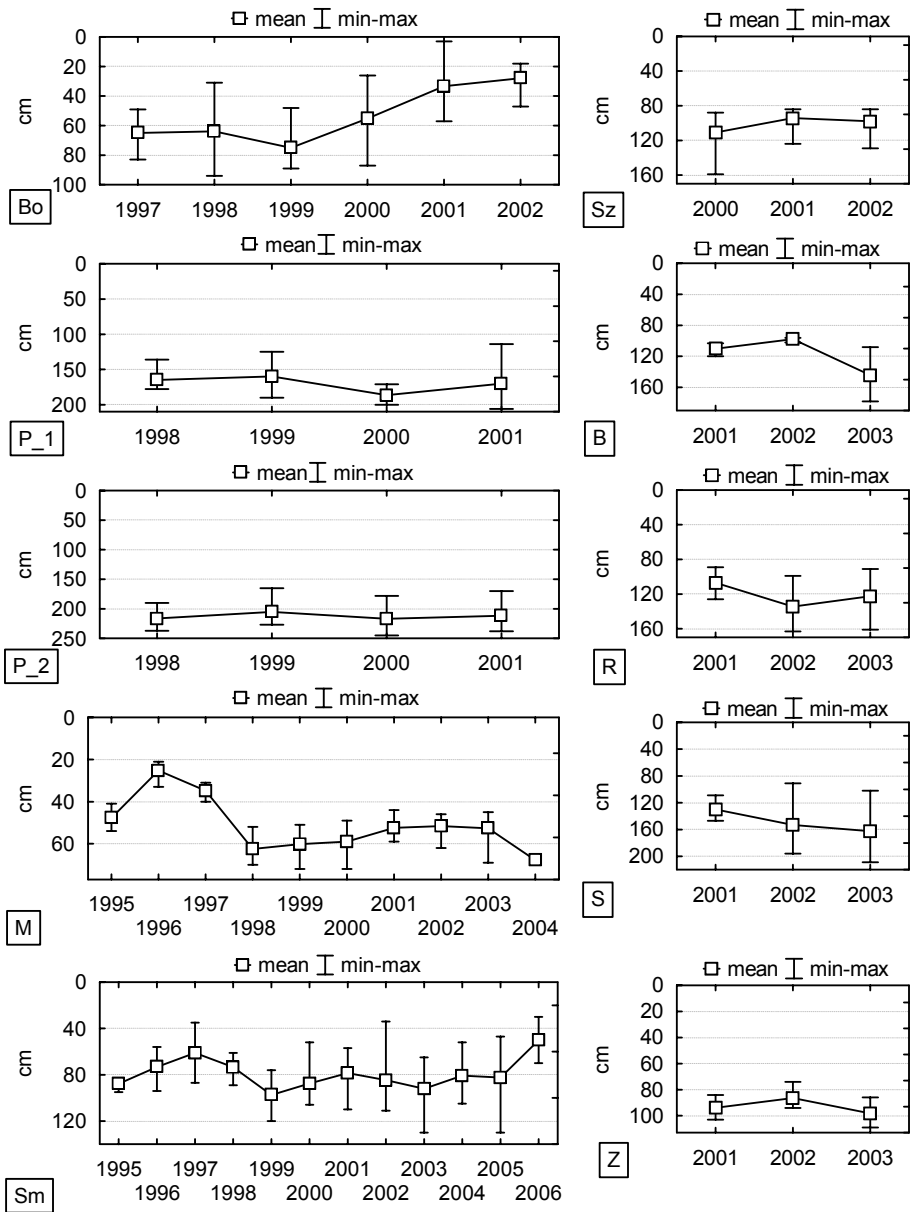 mean min-max
cm
0
20
40
60
80
100
1997 1998 1999 2000 2001 2002
Bo
mean min-max
cm
0
40
80
120
160
2000 2001 2002
Sz
mean min-max
cm
0
50
100
150
200
1998 1999 2000 2001
P_1
mean min-max
cm
0
40
80
120
160
2001 2002 2003
B
mean min-max
cm
0
50
100
150
200
250
1998 1999 2000 2001
P_2
mean min-max
cm
0
40
80
120
160
2001 2002 2003
R
mean min-max
cm
0
20
40
60
1995 1997 1999 2001 2003
1996 1998 2000 2002 2004
M
mean min-max
cm
0
40
80
120
160
200
2001 2002 2003
S
mean min-max
cm
0
40
80
120
1995 1997 1999 2001 2003 2005
1996 1998 2000 2002 2004 2006
Sm
mean min-max
cm
0
20
40
60
80
100
2001 2002 2003
Z